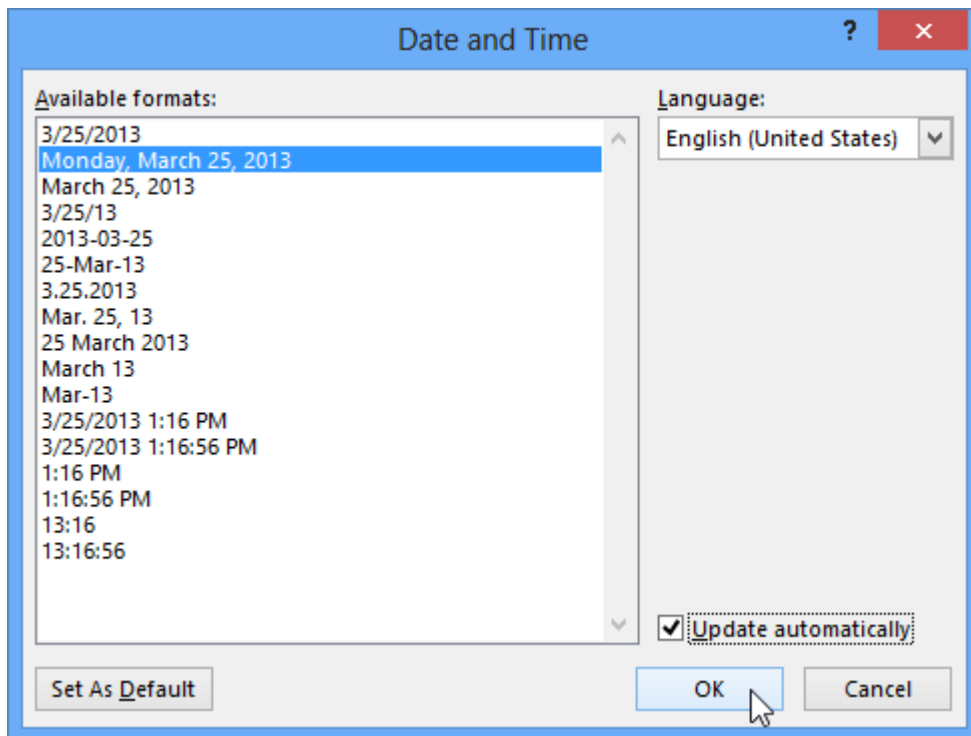 Date and Time
?
Available formats:
3/25/2013
Monday, March 25, 2013
March 25, 2013
3/25/13
2013-03-25
25-Mar-13
3.25.2013
Mar. 25, 13
25 March 2013
March 13
Mar-13
3/25/2013 1:16 PM
3/25/2013 1:16:56 PM
1:16 PM
1:16:56 PM
13:16
13:16:56
Language:
English (United States)
Update automatically
Set As Default
OK
Cancel